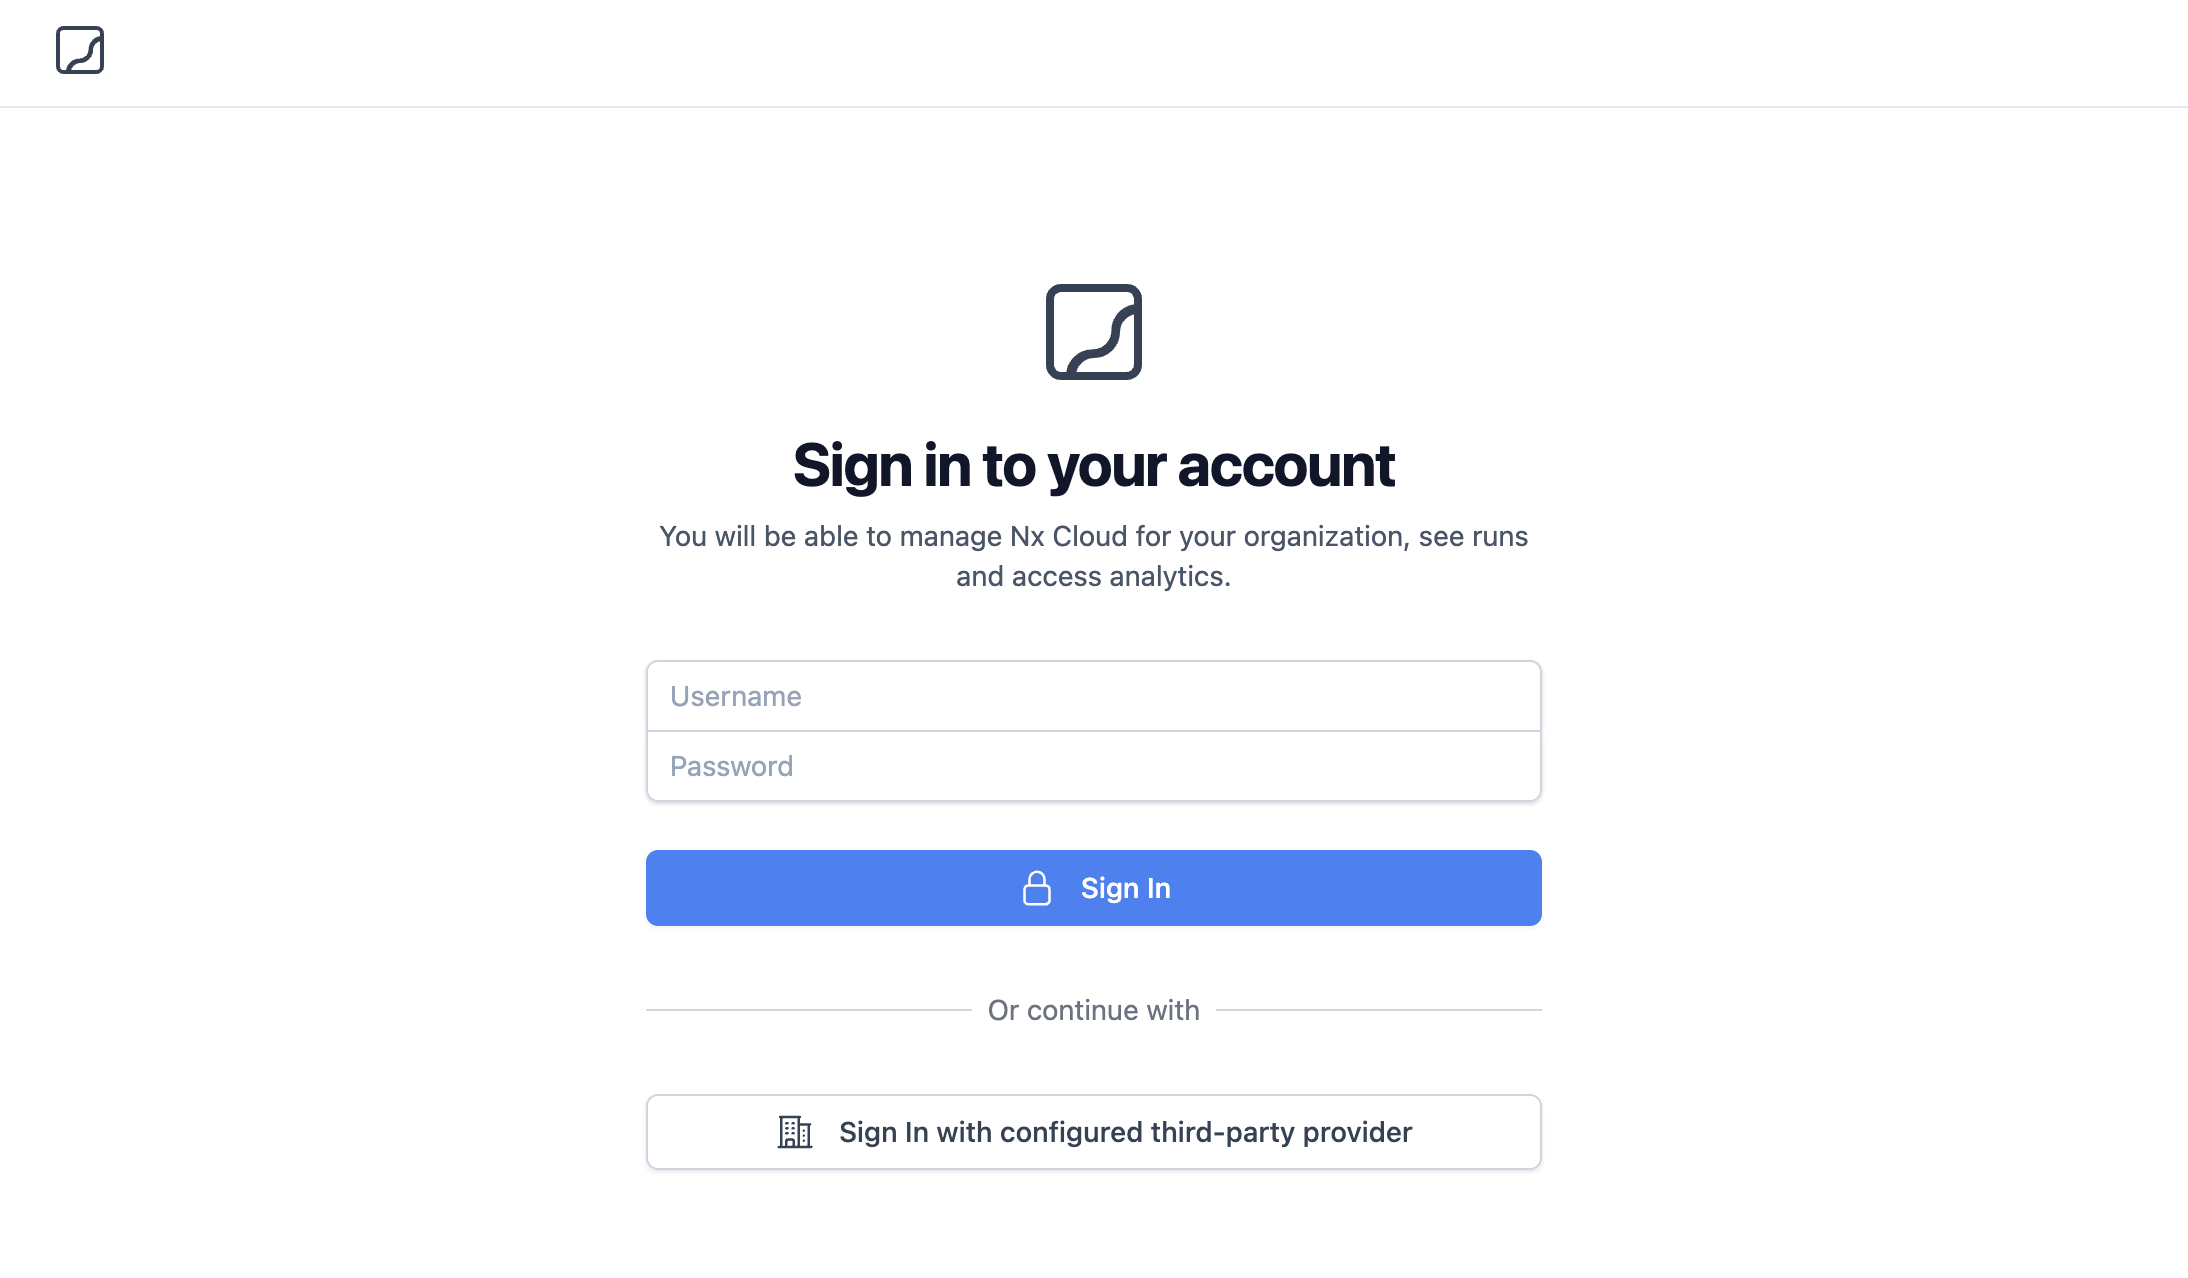 Sign in to your account
You will be able to manage Nx Cloud for your organization, see runs
and access analytics.
Username
Password
Sign In
Or continue with
Sign In with configured third-party provider